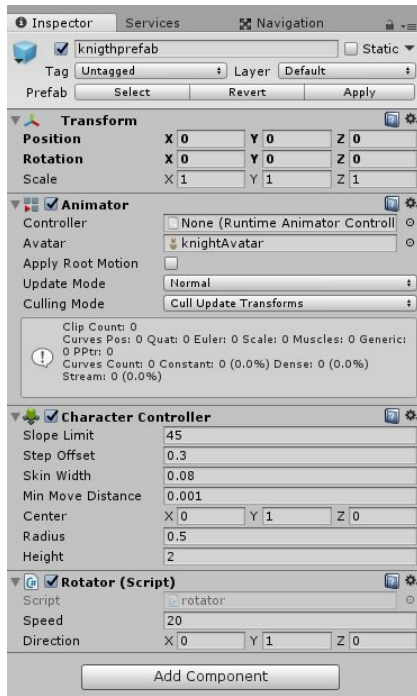 Inspector Services Navigation
knigthprefab Static
Tag Untagged Layer Default
Prefab Select Revert Apply
Transform
Position X 0 Y 0 Z 0
Rotation X 0 Y 0 Z 0
Scale X 1 Y 1 Z 1
Animator
Controller None (Runtime Animator Controll
Avatar knightAvatar
Apply Root Motion
Update Mode Normal
Culling Mode Cull Update Transforms
Clip Count: 0
Curves Pos: 0 Quat: 0 Euler: 0 Scale: 0 Muscles: 0 Generic:
0 PPtr: 0
Curves Count: 0 Constant: 0 (0.0%) Dense: 0 (0.0%)
Stream: 0 (0.0%)
Character Controller
Slope Limit 45
Step Offset 0.3
Skin Width 0.08
Min Move Distance 0.001
Center X 0 Y 1 Z 0
Radius 0.5
Height 2
Rotator (Script)
Script rotator
Speed 20
Direction X 0 Y 1 Z 0
Add Component